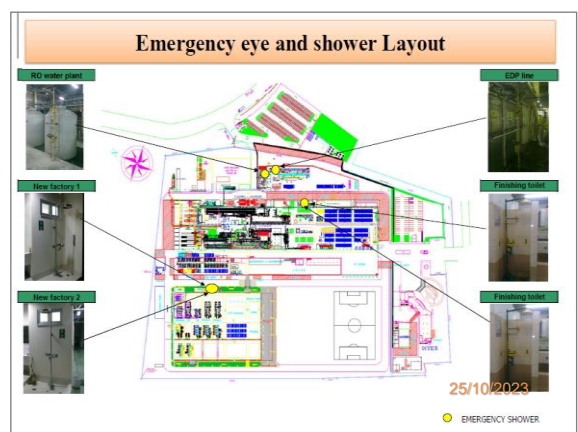 Emergency eye and shower Layout
RO water plant
EDP line
New factory 1
Finishing toilet
New factory 2
Finishing toilet
25/10/2023
EMERGENCY SHOWER